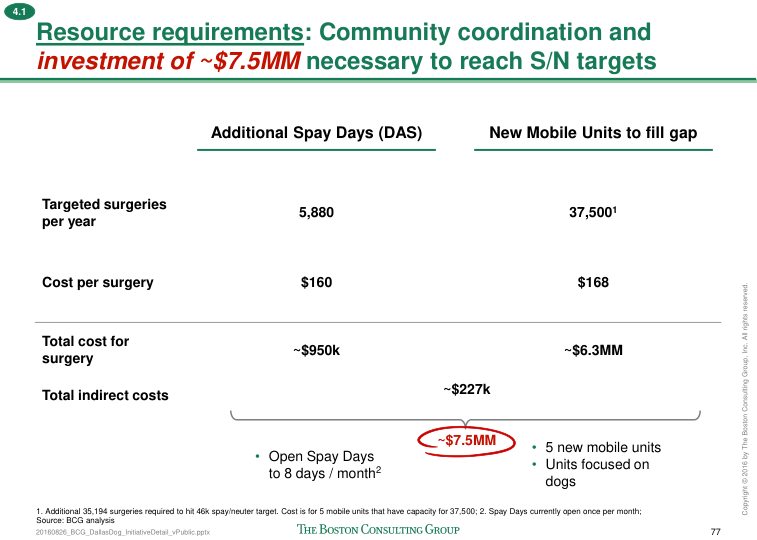 4.1
Resource requirements: Community coordination and
investment of ~$7.5MM necessary to reach S/N targets
Additional Spay Days (DAS)
New Mobile Units to fill gap
Targeted surgeries
per year
5,880
37,500¹
Cost per surgery
$160
$168
Total cost for
surgery
~$950k
~$6.3MM
Total indirect costs
~$227k
~$7.5MM
• Open Spay Days
to 8 days / month²
• 5 new mobile units
• Units focused on
dogs
1. Additional 35,194 surgeries required to hit 46k spay/neuter target. Cost is for 5 mobile units that have capacity for 37,500; 2. Spay Days currently open once per month;
Source: BCG analysis
20160826_BCG_DallasDog_InitiativeDetail_vPublic.pptx
THE BOSTON CONSULTING GROUP
77
Copyright © 2016 by The Boston Consulting Group, Inc. All rights reserved.